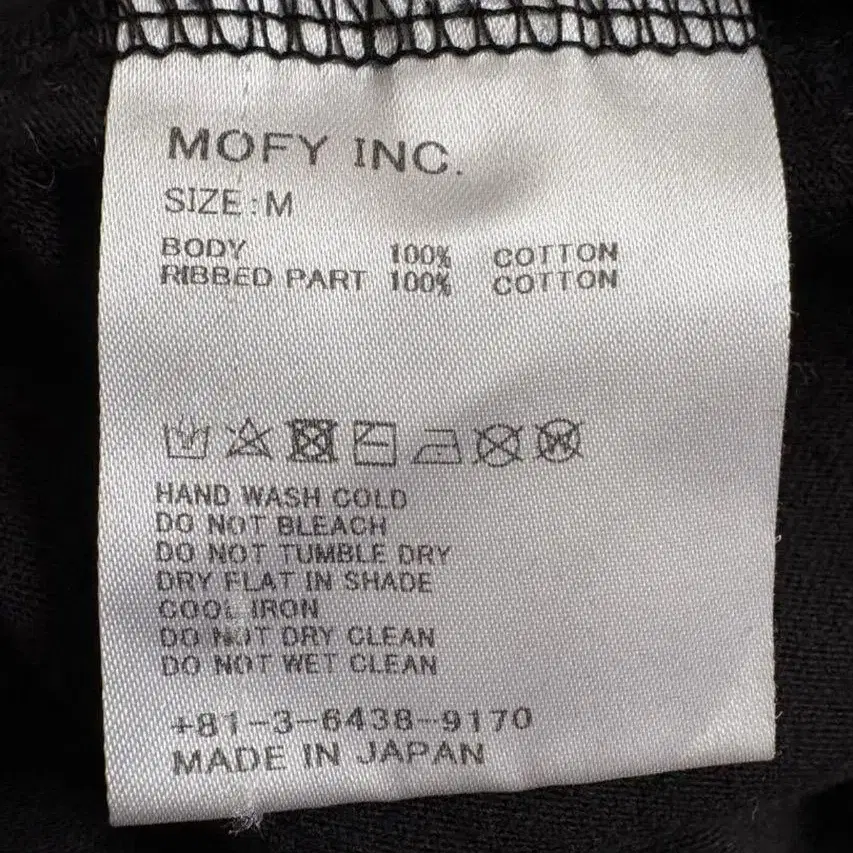 MOFY INC.
SIZE:M
BODY 100% COTTON
RIBBED PART 100% COTTON
HAND WASH COLD
DO NOT BLEACH
DO NOT TUMBLE DRY
DRY FLAT IN SHADE
COOL IRON
DO NOT DRY CLEAN
DO NOT WET CLEAN
+81-3-6438-9170
MADE IN JAPAN